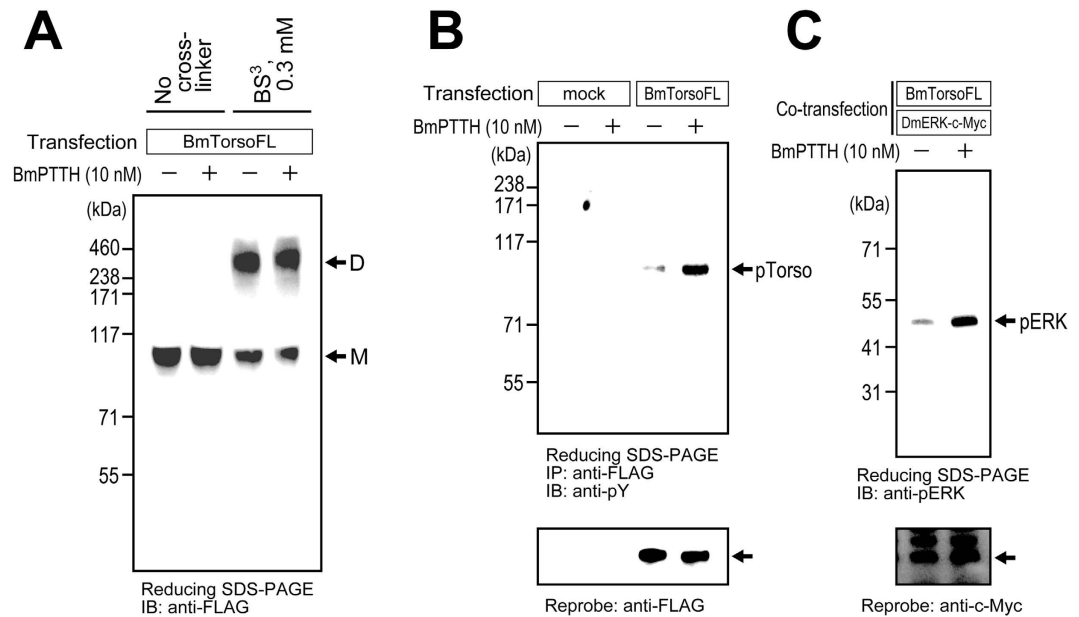 A
No cross-linker
BS3, 0.3 mM
Transfection BmTorsoFL
BmPTTH (10 nM) − + − +
(kDa)
460
238
171
117
71
55
D
M
Reducing SDS-PAGE
IB: anti-FLAG
B
Transfection mock BmTorsoFL
BmPTTH (10 nM) − + − +
(kDa)
238
171
117
71
55
pTorso
Reducing SDS-PAGE
IP: anti-FLAG
IB: anti-pY
Reprobe: anti-FLAG
C
Co-transfection
BmTorsoFL
DmERK-c-Myc
BmPTTH (10 nM) − +
(kDa)
71
55
41
31
pERK
Reducing SDS-PAGE
IB: anti-pERK
Reprobe: anti-c-Myc